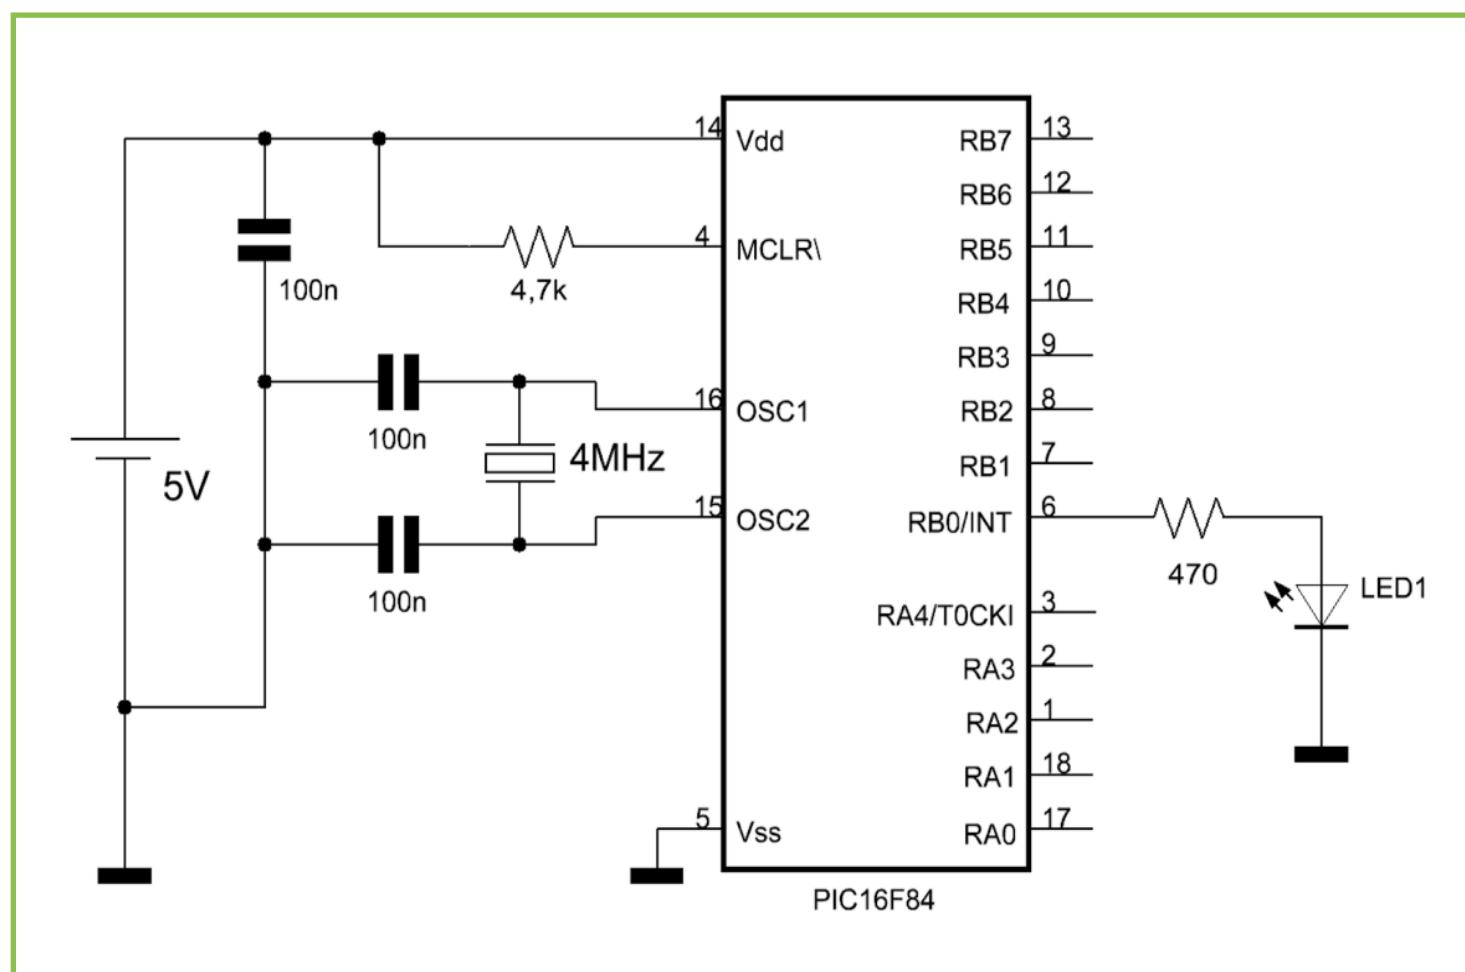 14 Vdd RB7 13
RB6 12
4 MCLR\ RB5 11
100n 4,7k RB4 10
RB3 9
16 OSC1 RB2 8
100n
4MHz RB1 7
5V
15 OSC2 RB0/INT 6
470
100n LED1
RA4/T0CKI 3
RA3 2
RA2 1
RA1 18
5 Vss RA0 17
PIC16F84